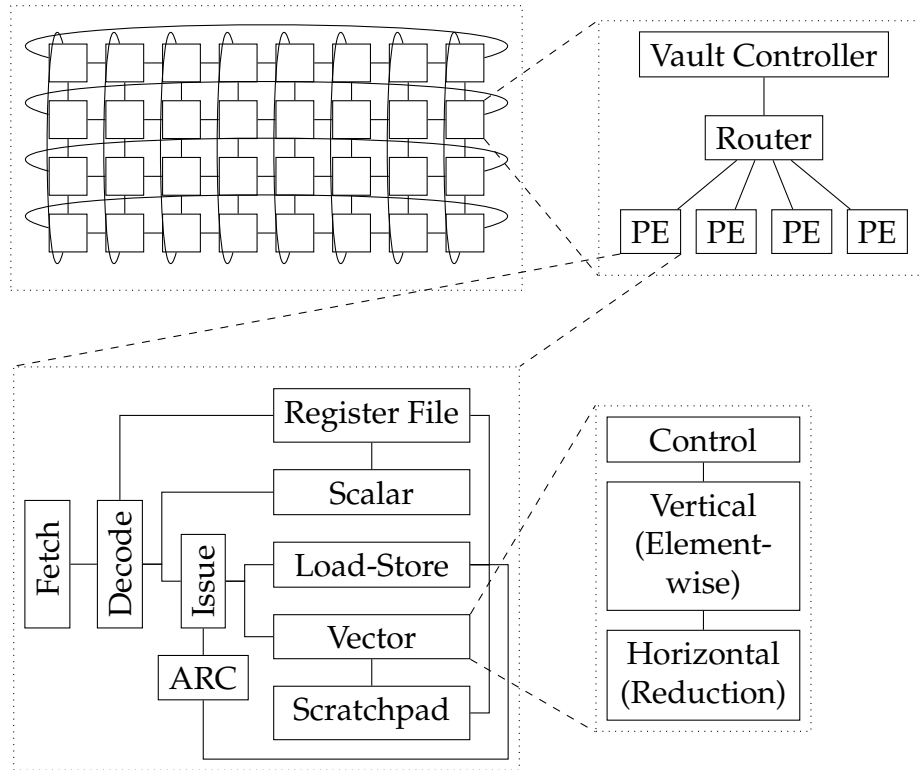 Vault Controller
Router
PE PE PE PE
Register File
Scalar
Fetch
Decode
Issue
Load-Store
Vector
ARC
Scratchpad
Control
Vertical
(Element-
wise)
Horizontal
(Reduction)